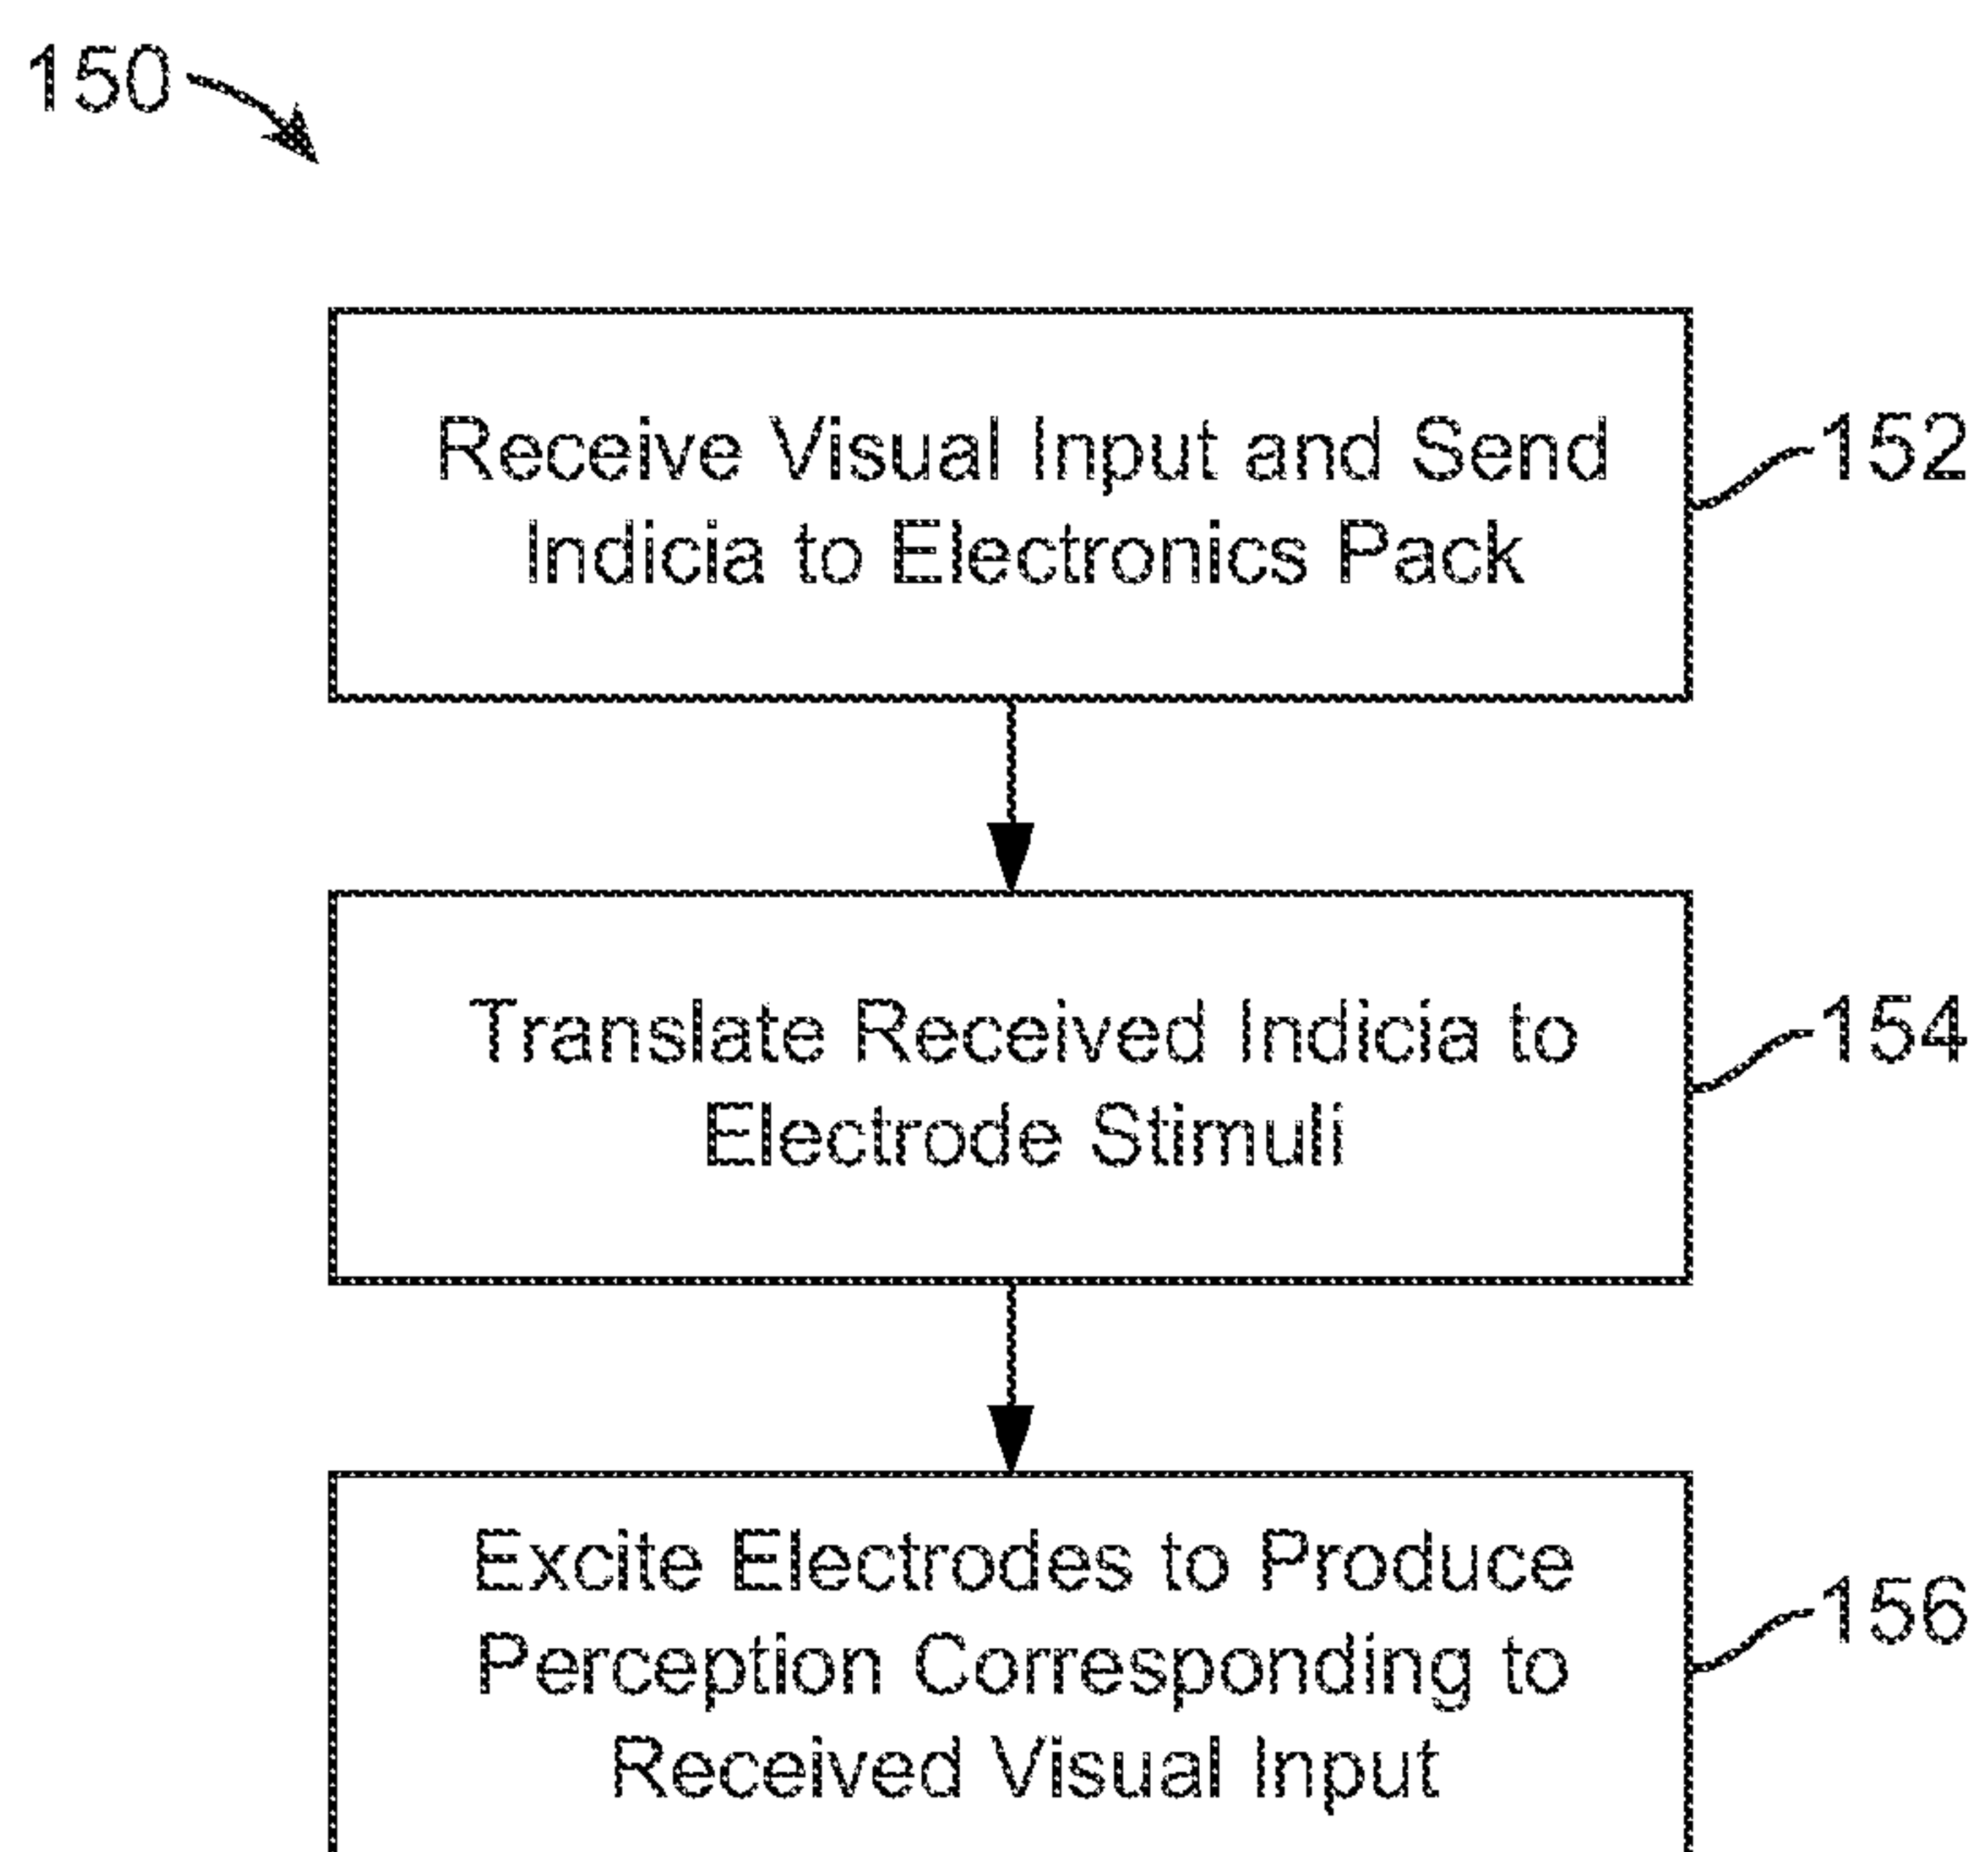 150
Receive Visual Input and Send
Indicia to Electronics Pack
152
Translate Received Indicia to
Electrode Stimuli
154
Excite Electrodes to Produce
Perception Corresponding to
Received Visual Input
156